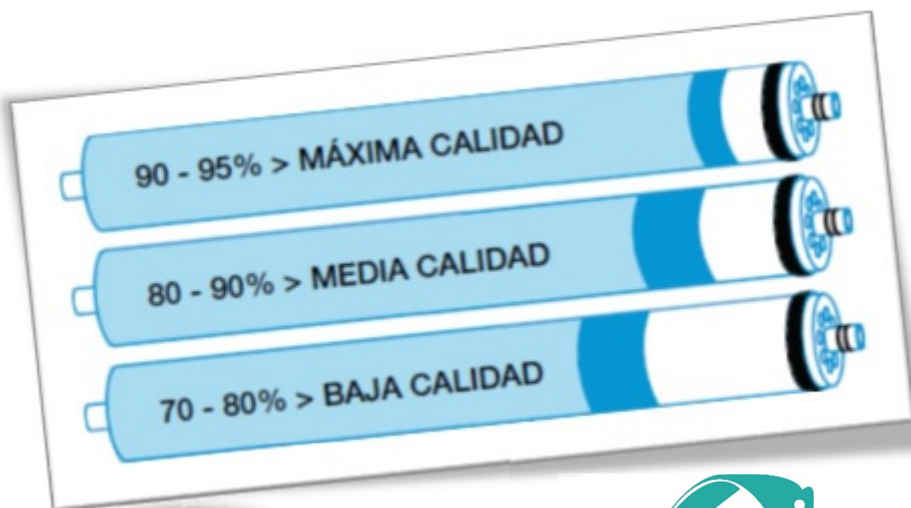 90 - 95% > MÁXIMA CALIDAD
80 - 90% > MEDIA CALIDAD
70 - 80% > BAJA CALIDAD